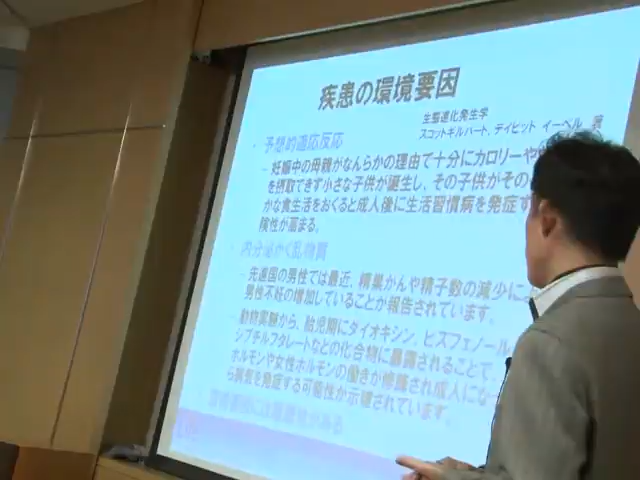 疾患の環境要因
生態進化発生学
スコットギルバート、デイビット イーペル 著
・ 予想的適応反応
– 妊娠中の母親がなんらかの理由で十分にカロリーや
を摂取できず小さな子供が誕生し、その子供がその
かな食生活をおくると成人後に生活習慣病を発症す
険性が高まる。
・ 内分泌かく乱物質
– 先進国の男性では最近、精巣がんや精子数の減少に
男性不妊の増加していることが報告されています。
– 動物実験から、胎児期にダイオキシン、ビスフェノール
ジブチルフタレートなどの化合物に暴露されることで、
ホルモンや女性ホルモンの働きが修飾され成人にな
ら異常を発症する可能性が示唆されています。